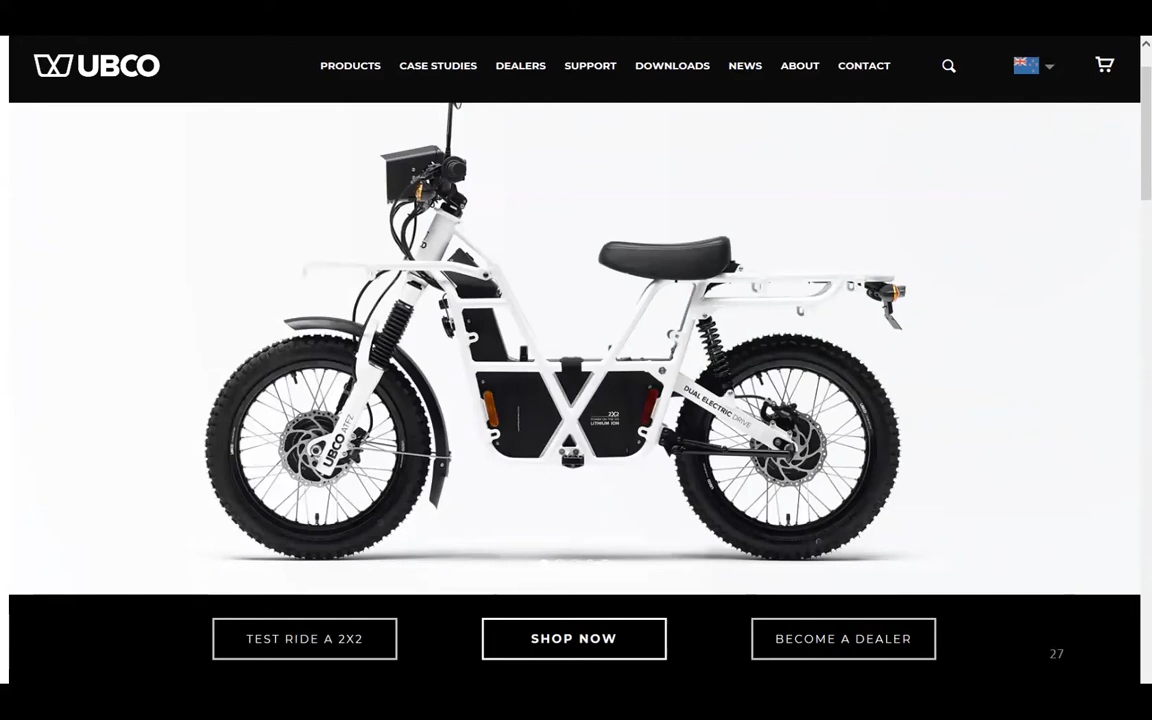 UBCO
PRODUCTS CASE STUDIES DEALERS SUPPORT DOWNLOADS NEWS ABOUT CONTACT
DUAL ELECTRIC DRIVE
2X2
LITHIUM ION
UBCO ATF2
TEST RIDE A 2X2
SHOP NOW
BECOME A DEALER
27